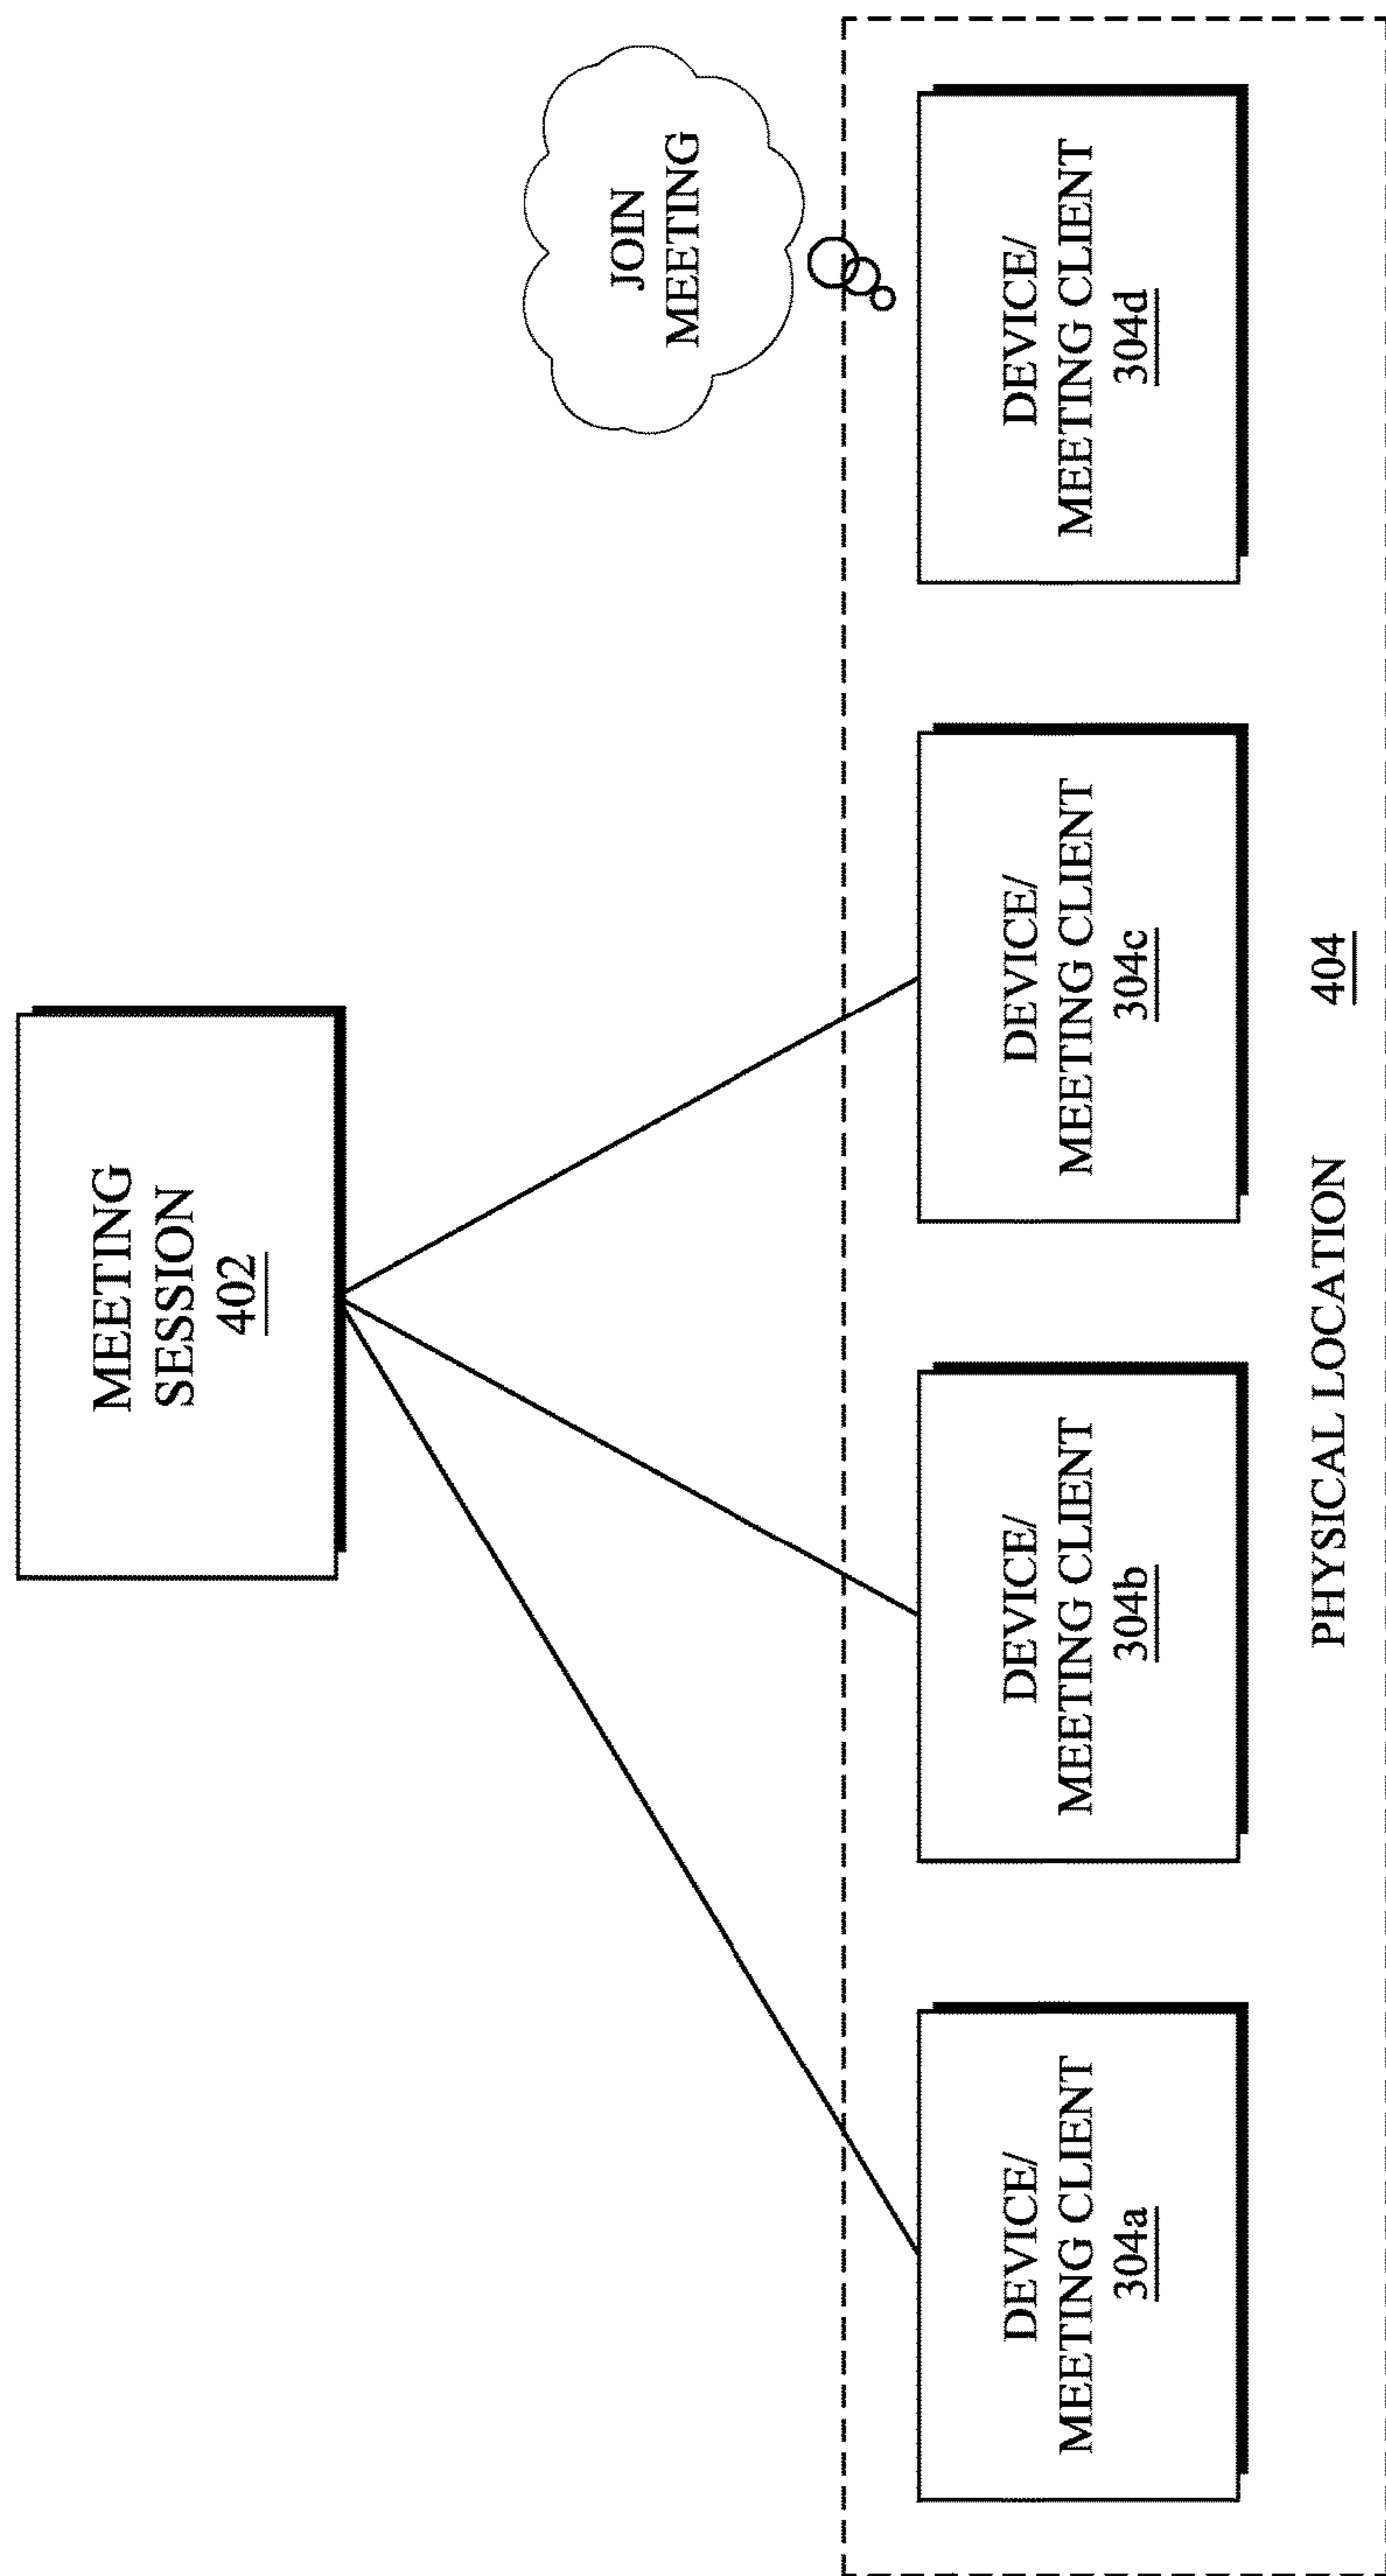 MEETING
SESSION
402
JOIN
MEETING
DEVICE/
MEETING CLIENT
304a
DEVICE/
MEETING CLIENT
304b
DEVICE/
MEETING CLIENT
304c
DEVICE/
MEETING CLIENT
304d
PHYSICAL LOCATION 404